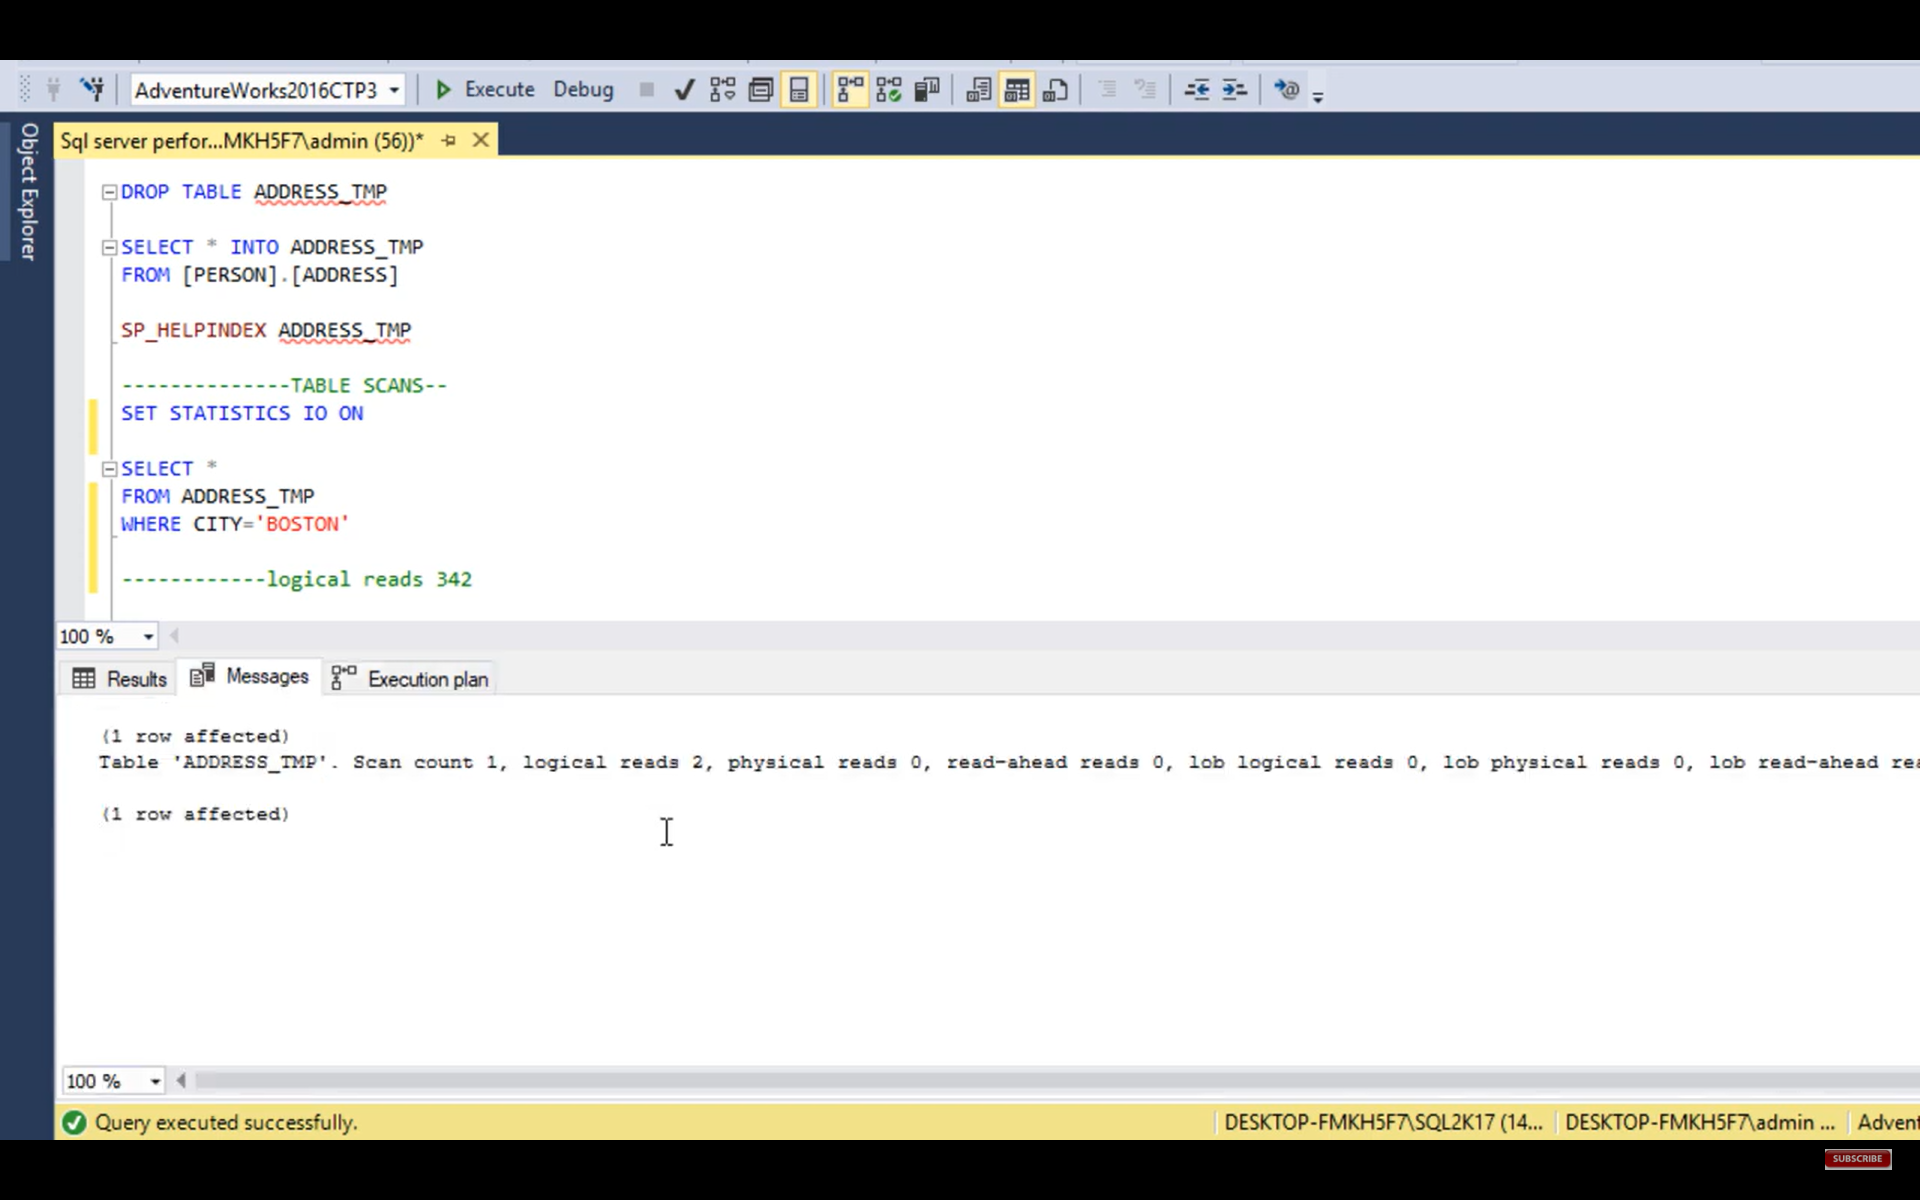 AdventureWorks2016CTP3 Execute Debug
Object Explorer
Sql server perfor...MKH5F7\admin (56))*
DROP TABLE ADDRESS_TMP
SELECT * INTO ADDRESS_TMP
FROM [PERSON].[ADDRESS]
SP_HELPINDEX ADDRESS_TMP
--------------TABLE SCANS--
SET STATISTICS IO ON
SELECT *
FROM ADDRESS_TMP
WHERE CITY='BOSTON'
------------logical reads 342
100 %
Results Messages Execution plan
(1 row affected)
Table 'ADDRESS_TMP'. Scan count 1, logical reads 2, physical reads 0, read-ahead reads 0, lob logical reads 0, lob physical reads 0, lob read-ahead rea
(1 row affected)
100 %
Query executed successfully. DESKTOP-FMKH5F7\SQL2K17 (14... DESKTOP-FMKH5F7\admin ... Advent
SUBSCRIBE